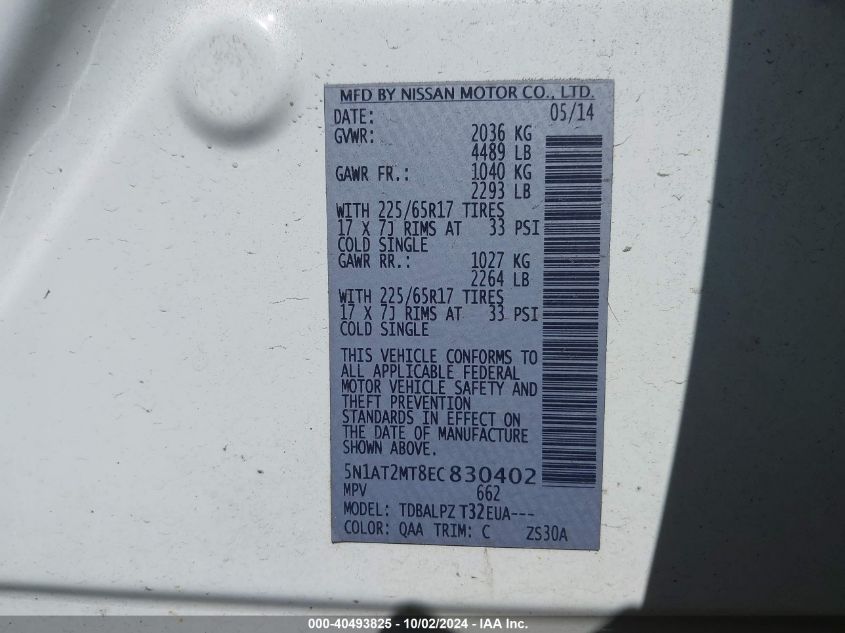 MFD BY NISSAN MOTOR CO., LTD.
DATE: 05/14
GVWR: 2036 KG
4489 LB
GAWR FR.: 1040 KG
2293 LB
WITH 225/65R17 TIRES
17 X 7J RIMS AT 33 PSI
COLD SINGLE
GAWR RR.: 1027 KG
2264 LB
WITH 225/65R17 TIRES
17 X 7J RIMS AT 33 PSI
COLD SINGLE
THIS VEHICLE CONFORMS TO
ALL APPLICABLE FEDERAL
MOTOR VEHICLE SAFETY AND
THEFT PREVENTION
STANDARDS IN EFFECT ON
THE DATE OF MANUFACTURE
SHOWN ABOVE.
5N1AT2MT8EC830402
MPV 662
MODEL: TDBALPZ T32EUA---
COLOR: QAA TRIM: C ZS30A
000-40493825 - 10/02/2024 - IAA Inc.